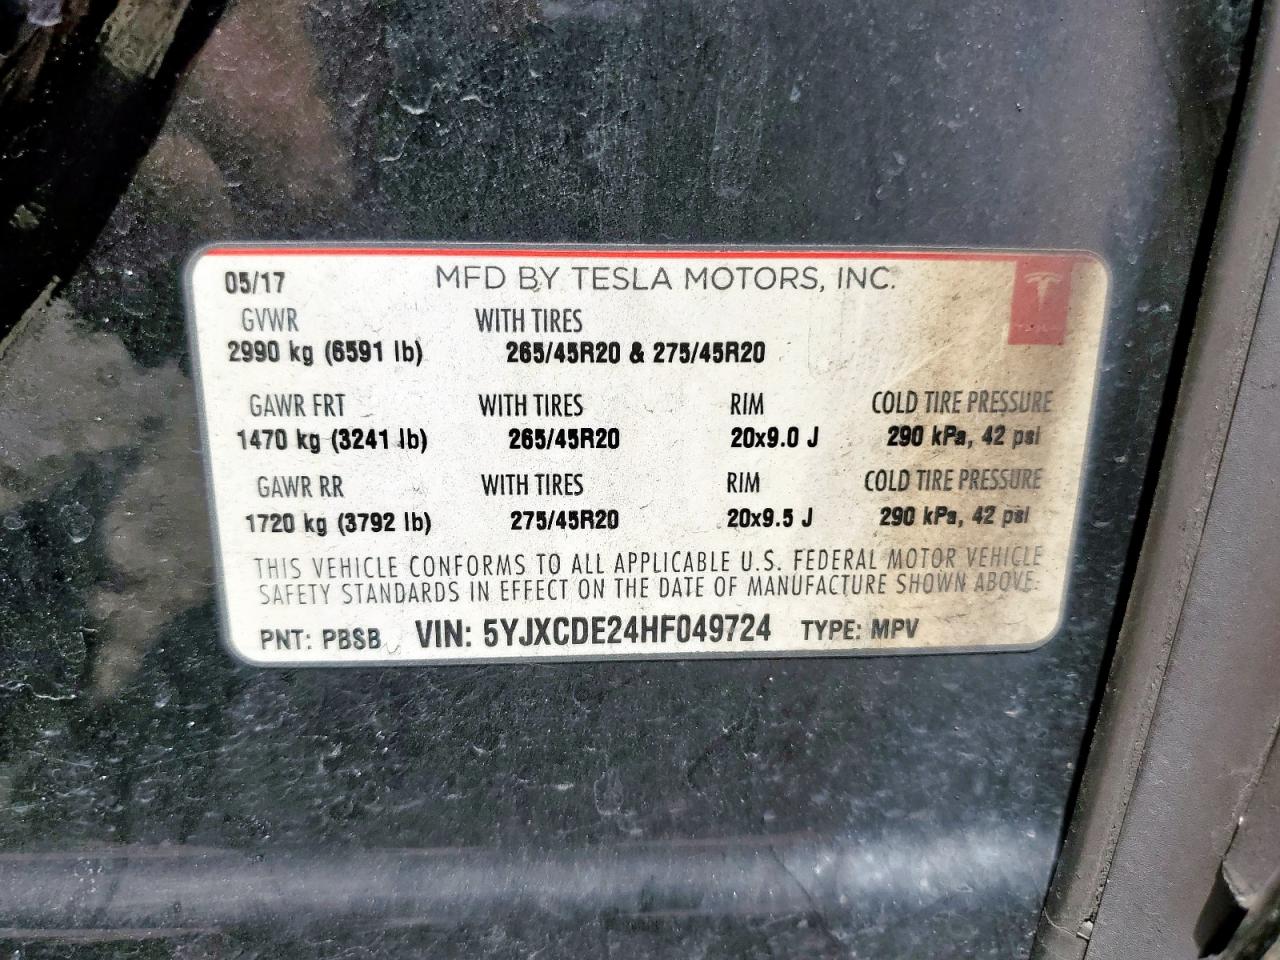 05/17 MFD BY TESLA MOTORS, INC.
GVWR WITH TIRES
2990 kg (6591 lb) 265/45R20 & 275/45R20
GAWR FRT WITH TIRES RIM COLD TIRE PRESSURE
1470 kg (3241 lb) 265/45R20 20x9.0 J 290 kPa, 42 psi
GAWR RR WITH TIRES RIM COLD TIRE PRESSURE
1720 kg (3792 lb) 275/45R20 20x9.5 J 290 kPa, 42 psi
THIS VEHICLE CONFORMS TO ALL APPLICABLE U.S. FEDERAL MOTOR VEHICLE
SAFETY STANDARDS IN EFFECT ON THE DATE OF MANUFACTURE SHOWN ABOVE.
PNT: PBSB VIN: 5YJXCDE24HF049724 TYPE: MPV